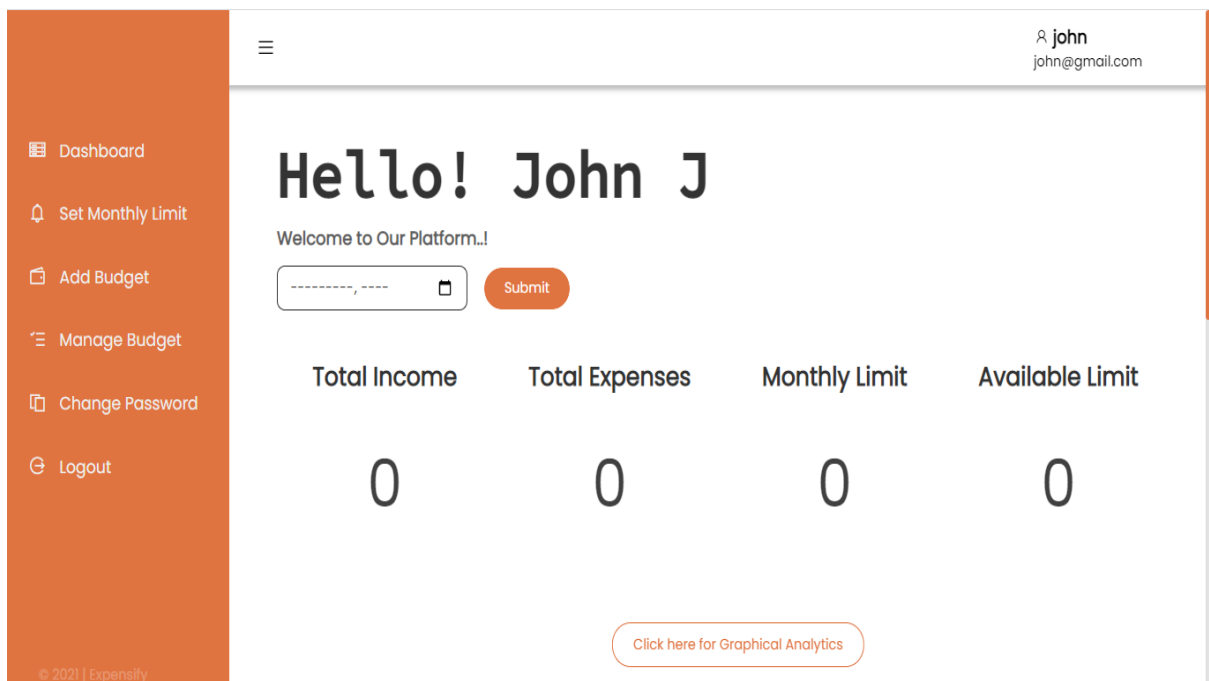 john
john@gmail.com
Dashboard
Set Monthly Limit
Add Budget
Manage Budget
Change Password
Logout
© 2021 | Expensify
Hello! John J
Welcome to Our Platform..!
---------, ----
Submit
Total Income Total Expenses Monthly Limit Available Limit
0 0 0 0
Click here for Graphical Analytics